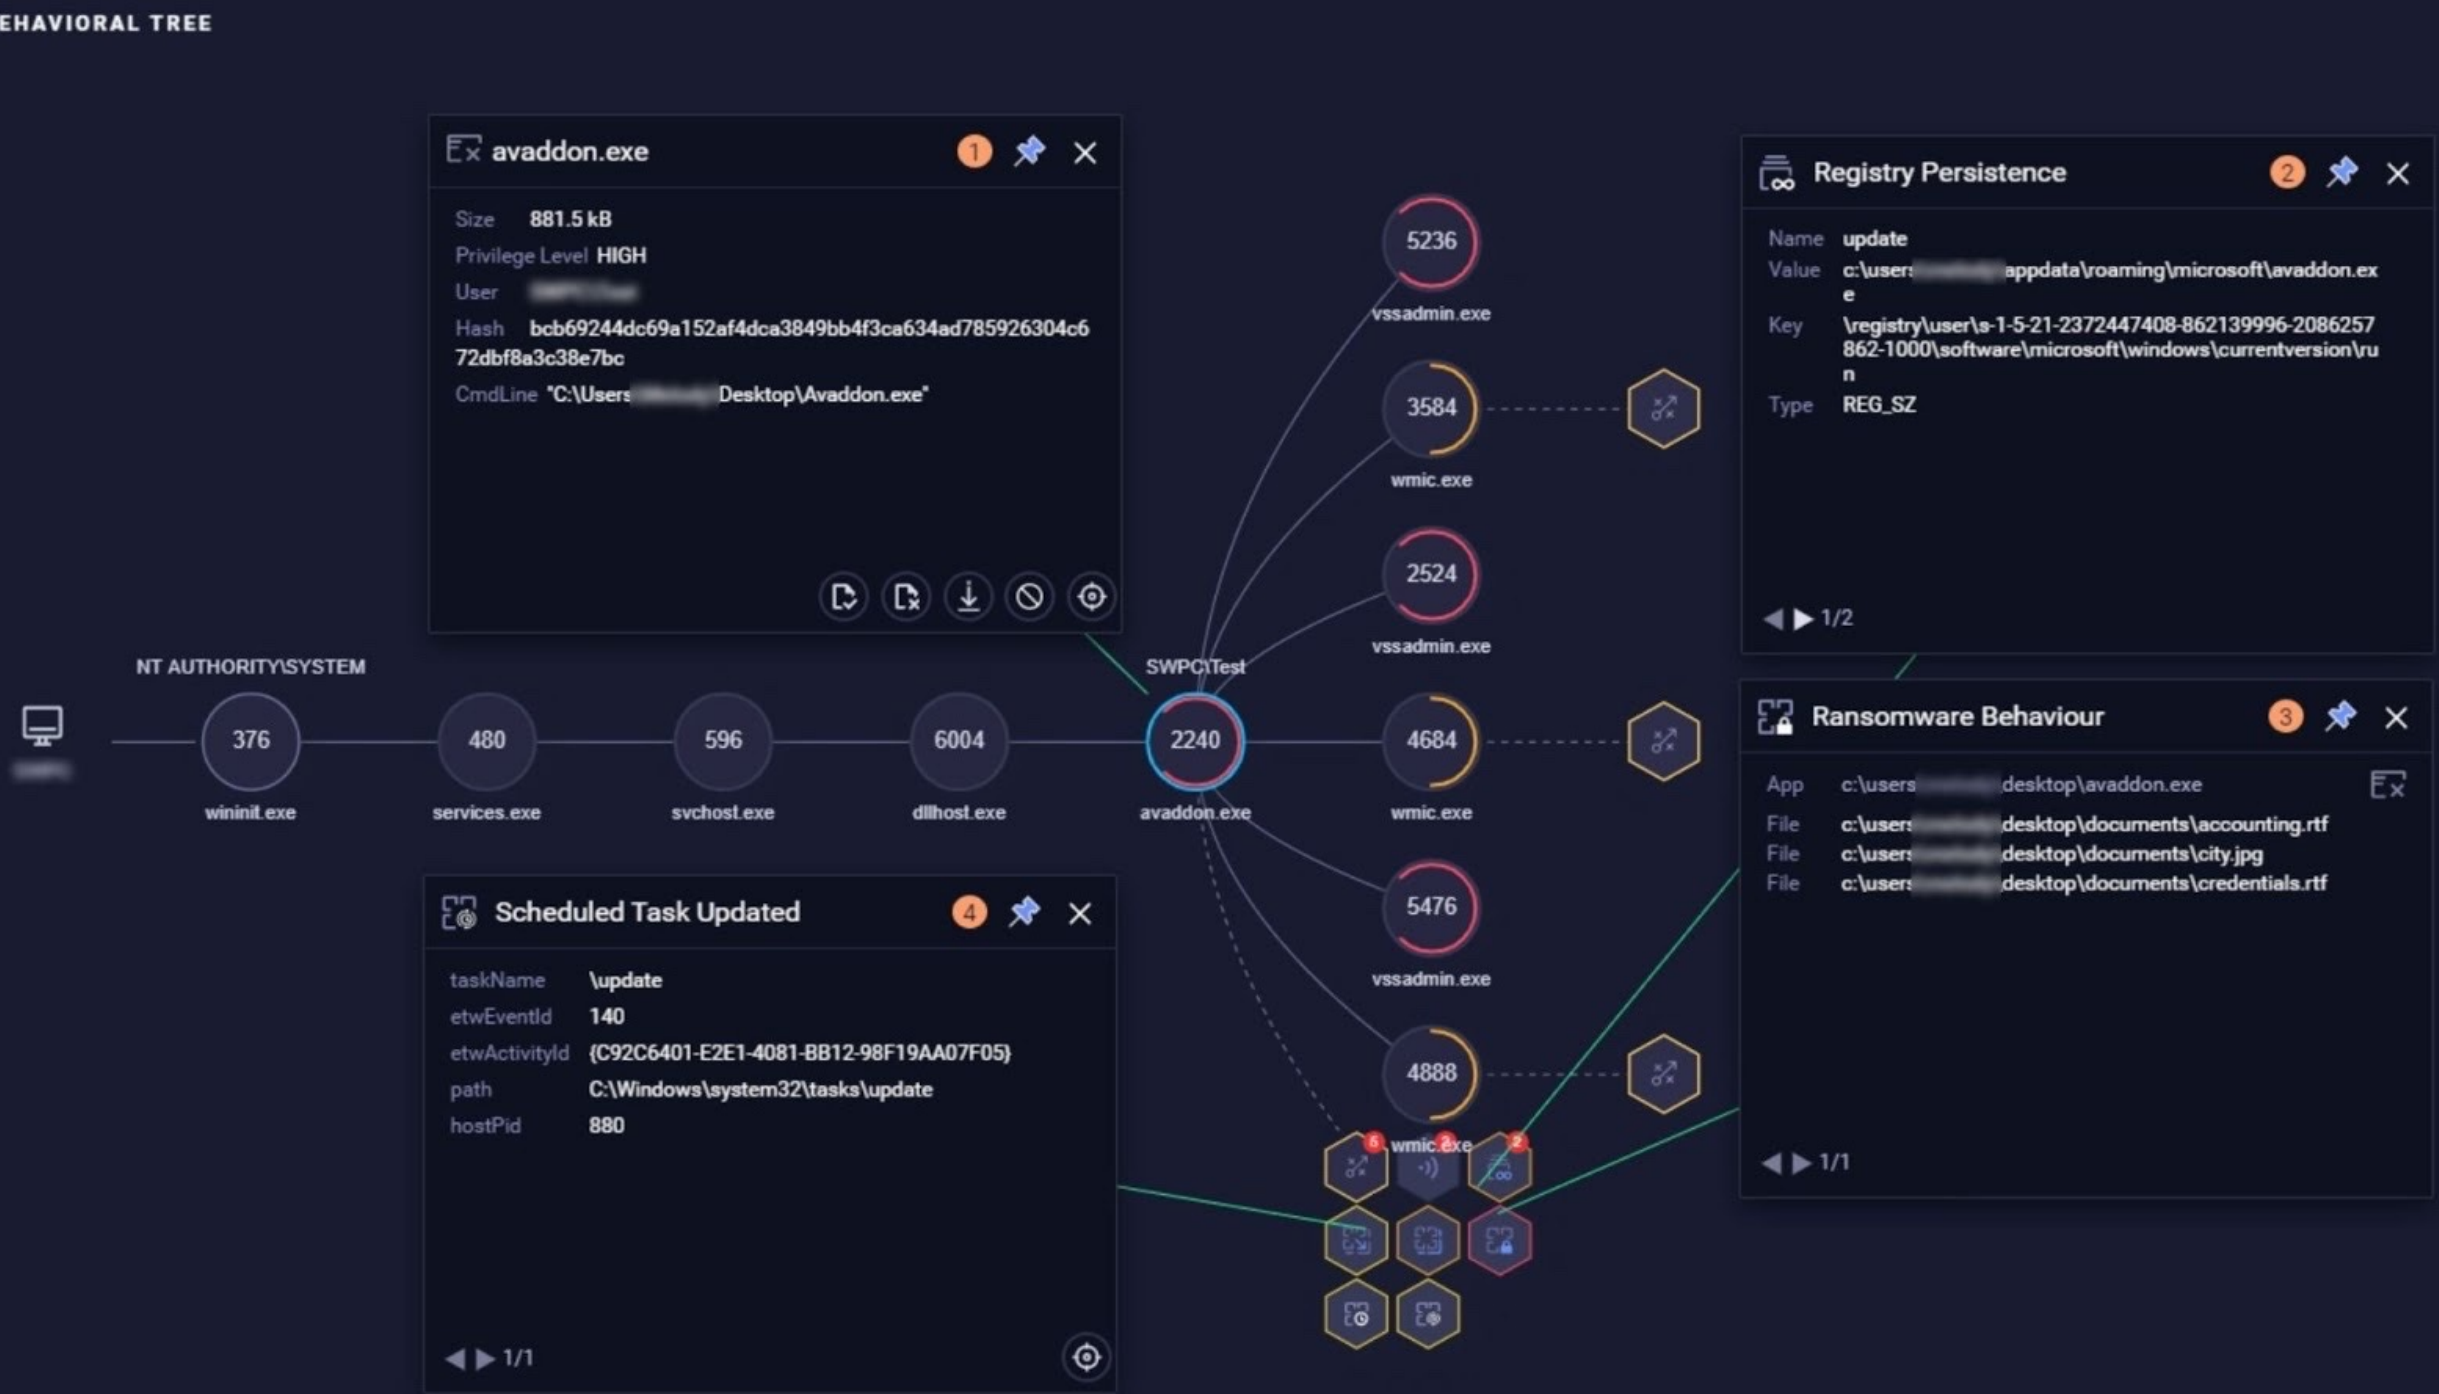 EHAVIORAL TREE
avaddon.exe
1
Size 881.5 kB
Privilege Level HIGH
User
Hash bcb69244dc69a152af4dca3849bb4f3ca634ad785926304c6
72dbf8a3c38e7bc
CmdLine "C:\Users Desktop\Avaddon.exe"
Registry Persistence
2
Name update
Value c:\users appdata\roaming\microsoft\avaddon.ex
e
Key \registry\user\s-1-5-21-2372447408-862139996-2086257
862-1000\software\microsoft\windows\currentversion\ru
n
Type REG_SZ
1/2
5236
vssadmin.exe
3584
wmic.exe
2524
vssadmin.exe
NT AUTHORITY\SYSTEM
SWPC\Test
376
wininit.exe
480
services.exe
596
svchost.exe
6004
dllhost.exe
2240
avaddon.exe
4684
wmic.exe
5476
vssadmin.exe
4888
wmic.exe
Ransomware Behaviour
3
App c:\users desktop\avaddon.exe
File c:\users desktop\documents\accounting.rtf
File c:\users desktop\documents\city.jpg
File c:\users desktop\documents\credentials.rtf
1/1
Scheduled Task Updated
4
taskName \update
etwEventId 140
etwActivityId {C92C6401-E2E1-4081-BB12-98F19AA07F05}
path C:\Windows\system32\tasks\update
hostPid 880
1/1
2